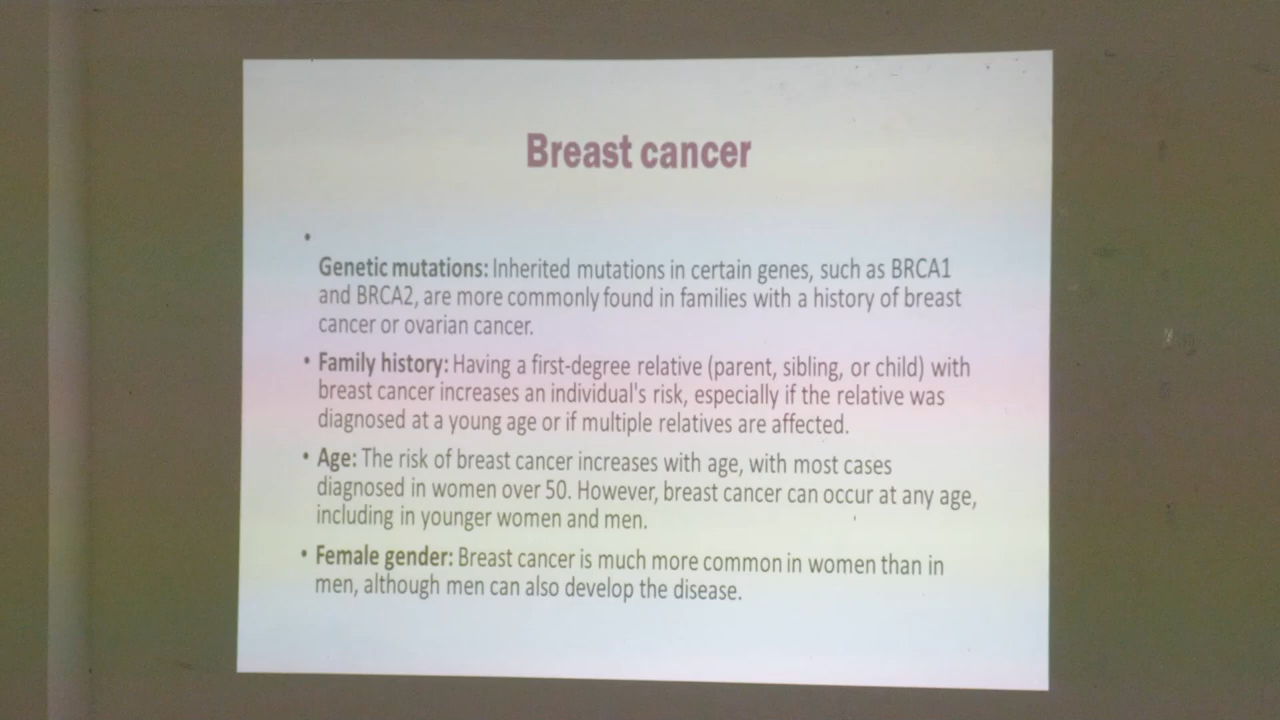 Breast cancer
•
Genetic mutations: Inherited mutations in certain genes, such as BRCA1
and BRCA2, are more commonly found in families with a history of breast
cancer or ovarian cancer.
• Family history: Having a first-degree relative (parent, sibling, or child) with
breast cancer increases an individual's risk, especially if the relative was
diagnosed at a young age or if multiple relatives are affected.
• Age: The risk of breast cancer increases with age, with most cases
diagnosed in women over 50. However, breast cancer can occur at any age,
including in younger women and men.
• Female gender: Breast cancer is much more common in women than in
men, although men can also develop the disease.